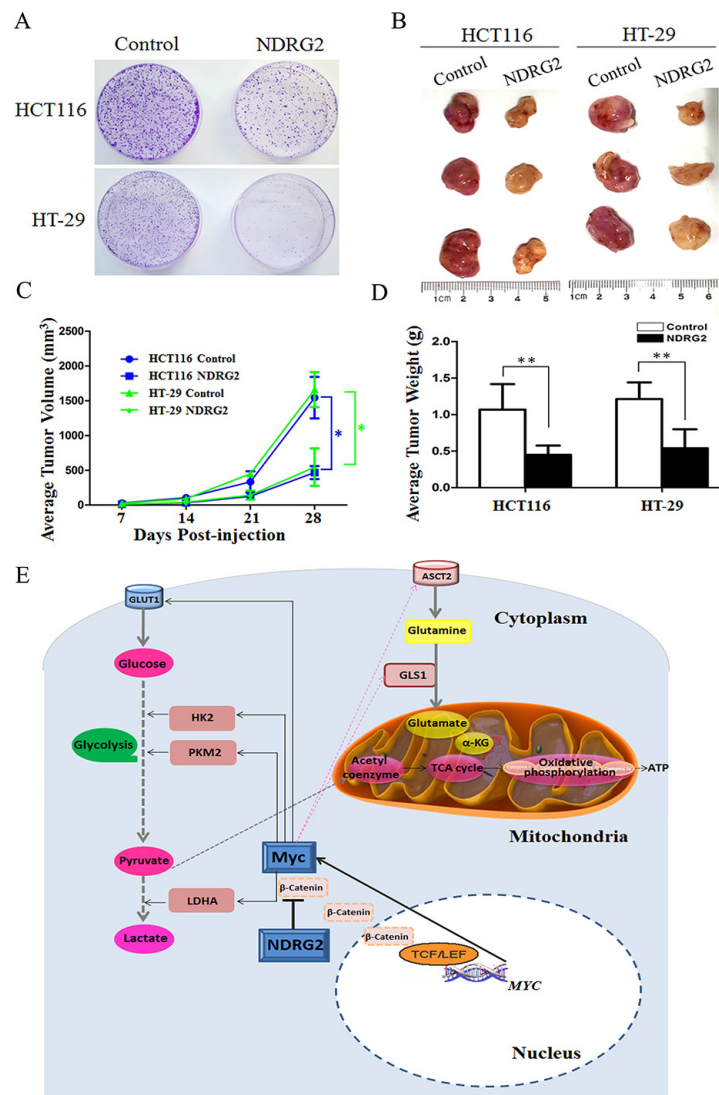 A
Control
NDRG2
HCT116
HT-29
B
HCT116
HT-29
Control
NDRG2
Control
NDRG2
1cm 2 3 4 5
1cm 2 3 4 5 6
C
Average Tumor Volume (mm3)
2500
2000
1500
1000
500
0
HCT116 Control
HCT116 NDRG2
HT-29 Control
HT-29 NDRG2
*
*
7 14 21 28
Days Post-injection
D
Average Tumor Weight (g)
2.0
1.5
1.0
0.5
0.0
Control
NDRG2
**
**
HCT116
HT-29
E
GLUT1
ASCT2
Cytoplasm
Glutamine
Glucose
GLS1
HK2
Glutamate
Glycolysis
PKM2
α-KG
Acetyl
coenzyme
TCA cycle
Oxidative
phosphorylation
ATP
Mitochondria
Pyruvate
Myc
β-Catenin
LDHA
β-Catenin
β-Catenin
Lactate
NDRG2
TCF/LEF
MYC
Nucleus